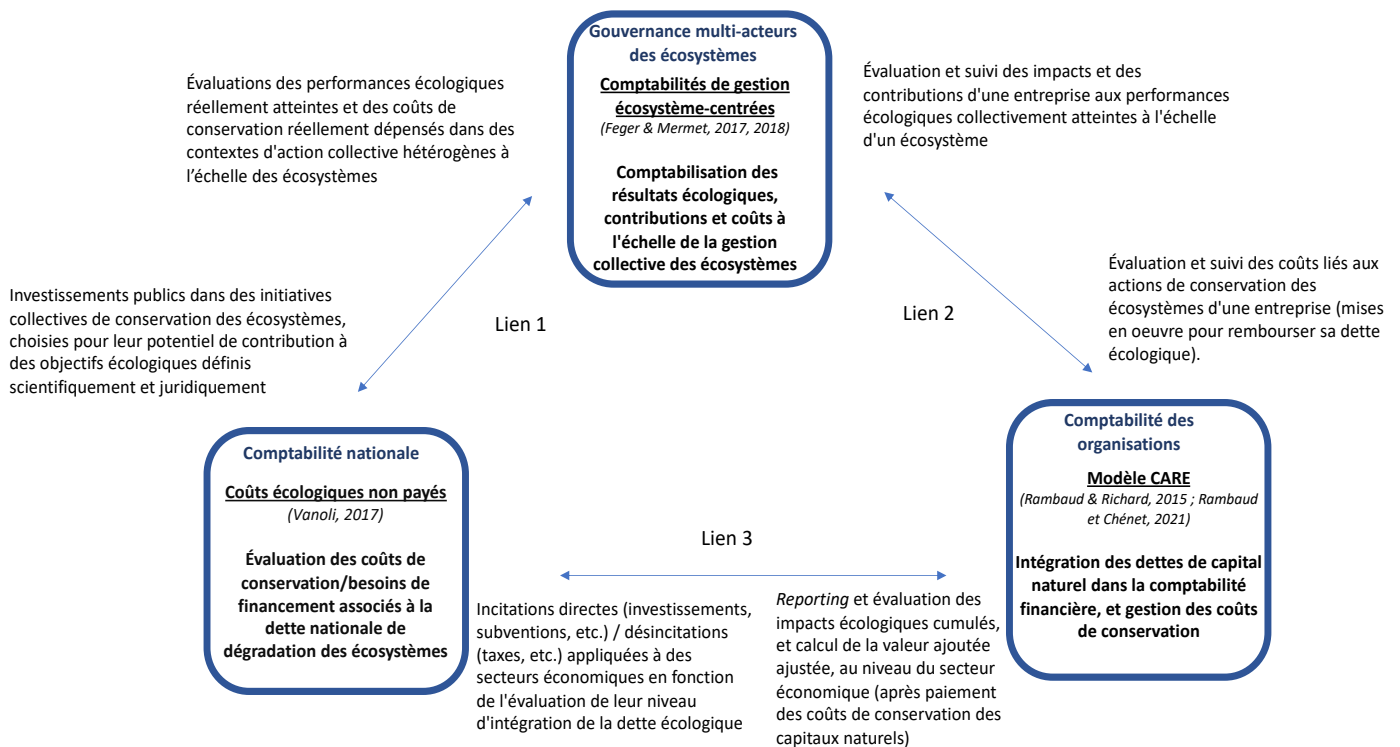 Gouvernance multi-acteurs
des écosystèmes
Comptabilités de gestion
écosystème-centrées
(Feger & Mermet, 2017, 2018)
Comptabilisation des
résultats écologiques,
contributions et coûts à
l'échelle de la gestion
collective des écosystèmes
Évaluations des performances écologiques
réellement atteintes et des coûts de
conservation réellement dépensés dans des
contextes d'action collective hétérogènes à
l’échelle des écosystèmes
Évaluation et suivi des impacts et des
contributions d'une entreprise aux performances
écologiques collectivement atteintes à l'échelle
d'un écosystème
Investissements publics dans des initiatives
collectives de conservation des écosystèmes,
choisies pour leur potentiel de contribution à
des objectifs écologiques définis
scientifiquement et juridiquement
Lien 1
Lien 2
Évaluation et suivi des coûts liés aux
actions de conservation des
écosystèmes d'une entreprise (mises
en oeuvre pour rembourser sa dette
écologique).
Comptabilité nationale
Coûts écologiques non payés
(Vanoli, 2017)
Évaluation des coûts de
conservation/besoins de
financement associés à la
dette nationale de
dégradation des écosystèmes
Comptabilité des
organisations
Modèle CARE
(Rambaud & Richard, 2015 ; Rambaud
et Chénet, 2021)
Intégration des dettes de capital
naturel dans la comptabilité
financière, et gestion des coûts
de conservation
Lien 3
Incitations directes (investissements,
subventions, etc.) / désincitations
(taxes, etc.) appliquées à des
secteurs économiques en fonction
de l'évaluation de leur niveau
d'intégration de la dette écologique
Reporting et évaluation des
impacts écologiques cumulés,
et calcul de la valeur ajoutée
ajustée, au niveau du secteur
économique (après paiement
des coûts de conservation des
capitaux naturels)